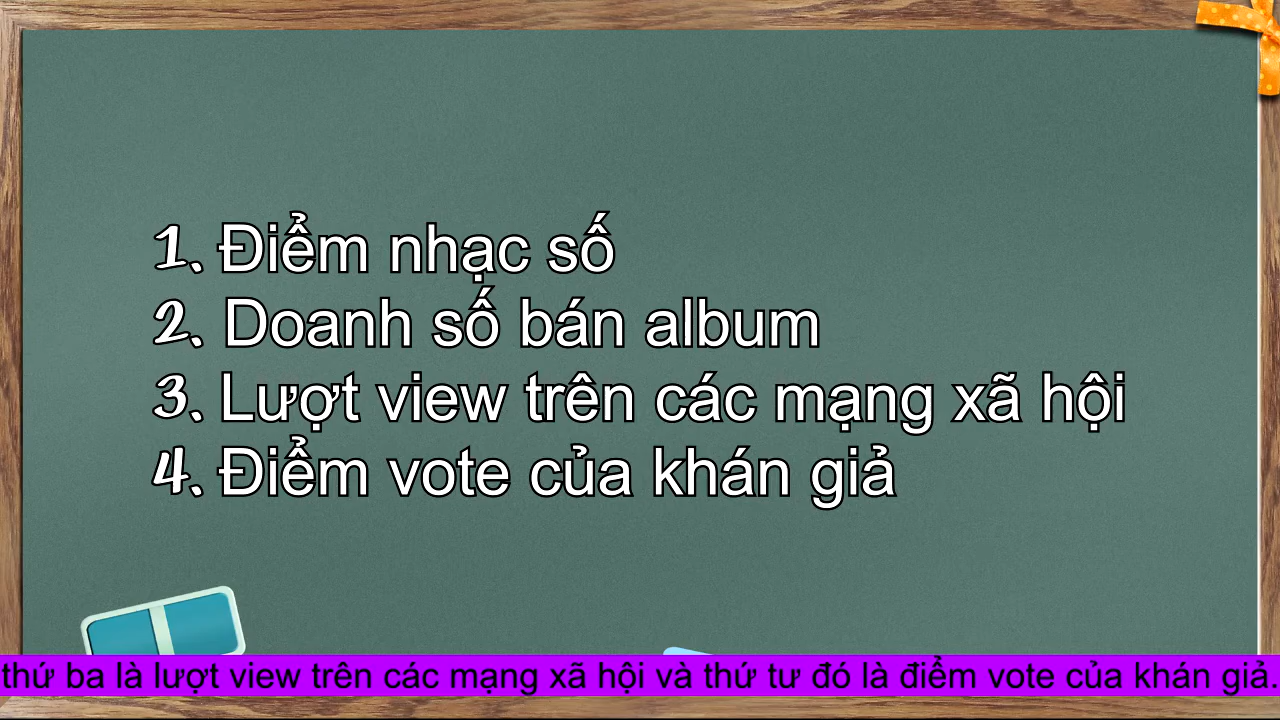 1. Điểm nhạc số
2. Doanh số bán album
3. Lượt view trên các mạng xã hội
4. Điểm vote của khán giả
thứ ba là lượt view trên các mạng xã hội và thứ tư đó là điểm vote của khán giả.